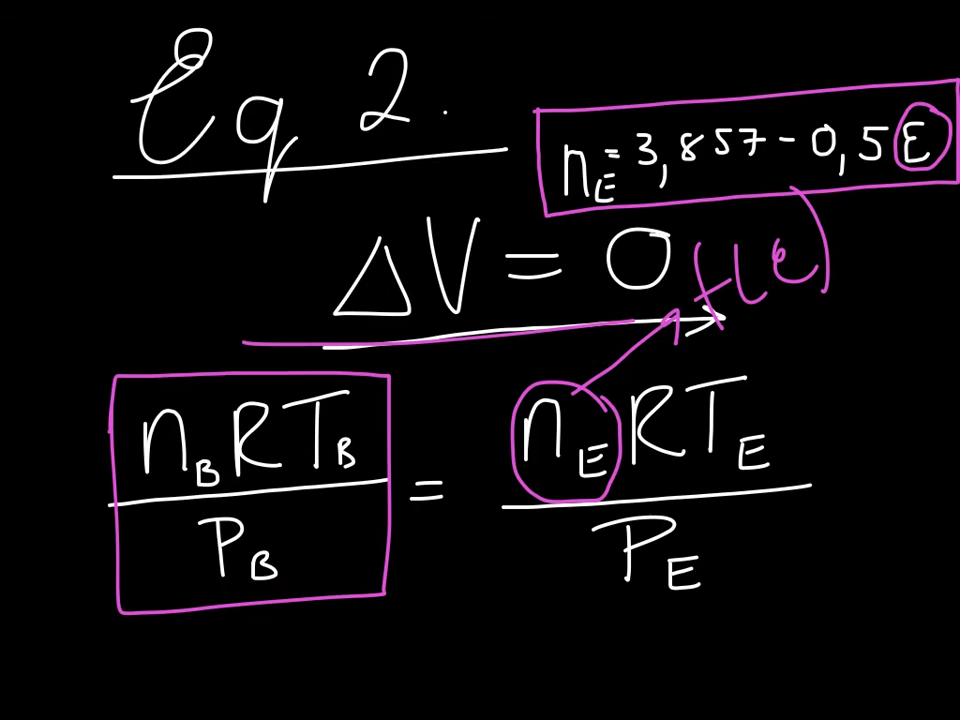 Eq 2.
n_E = 3,857 - 0,5 E
ΔV = 0 f(ε)
n_B R T_B / P_B = n_E R T_E / P_E